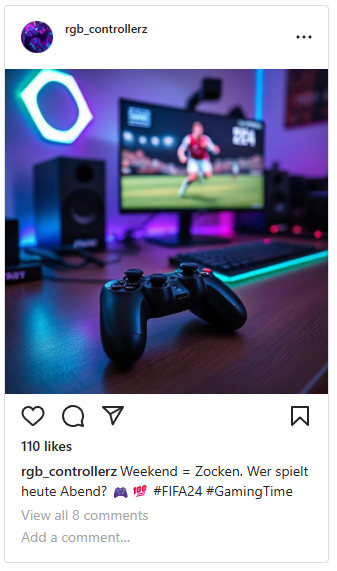 rgb_controllerz
110 likes
rgb_controllerz Weekend = Zocken. Wer spielt
heute Abend? 🎮 💯 #FIFA24 #GamingTime
View all 8 comments
Add a comment...